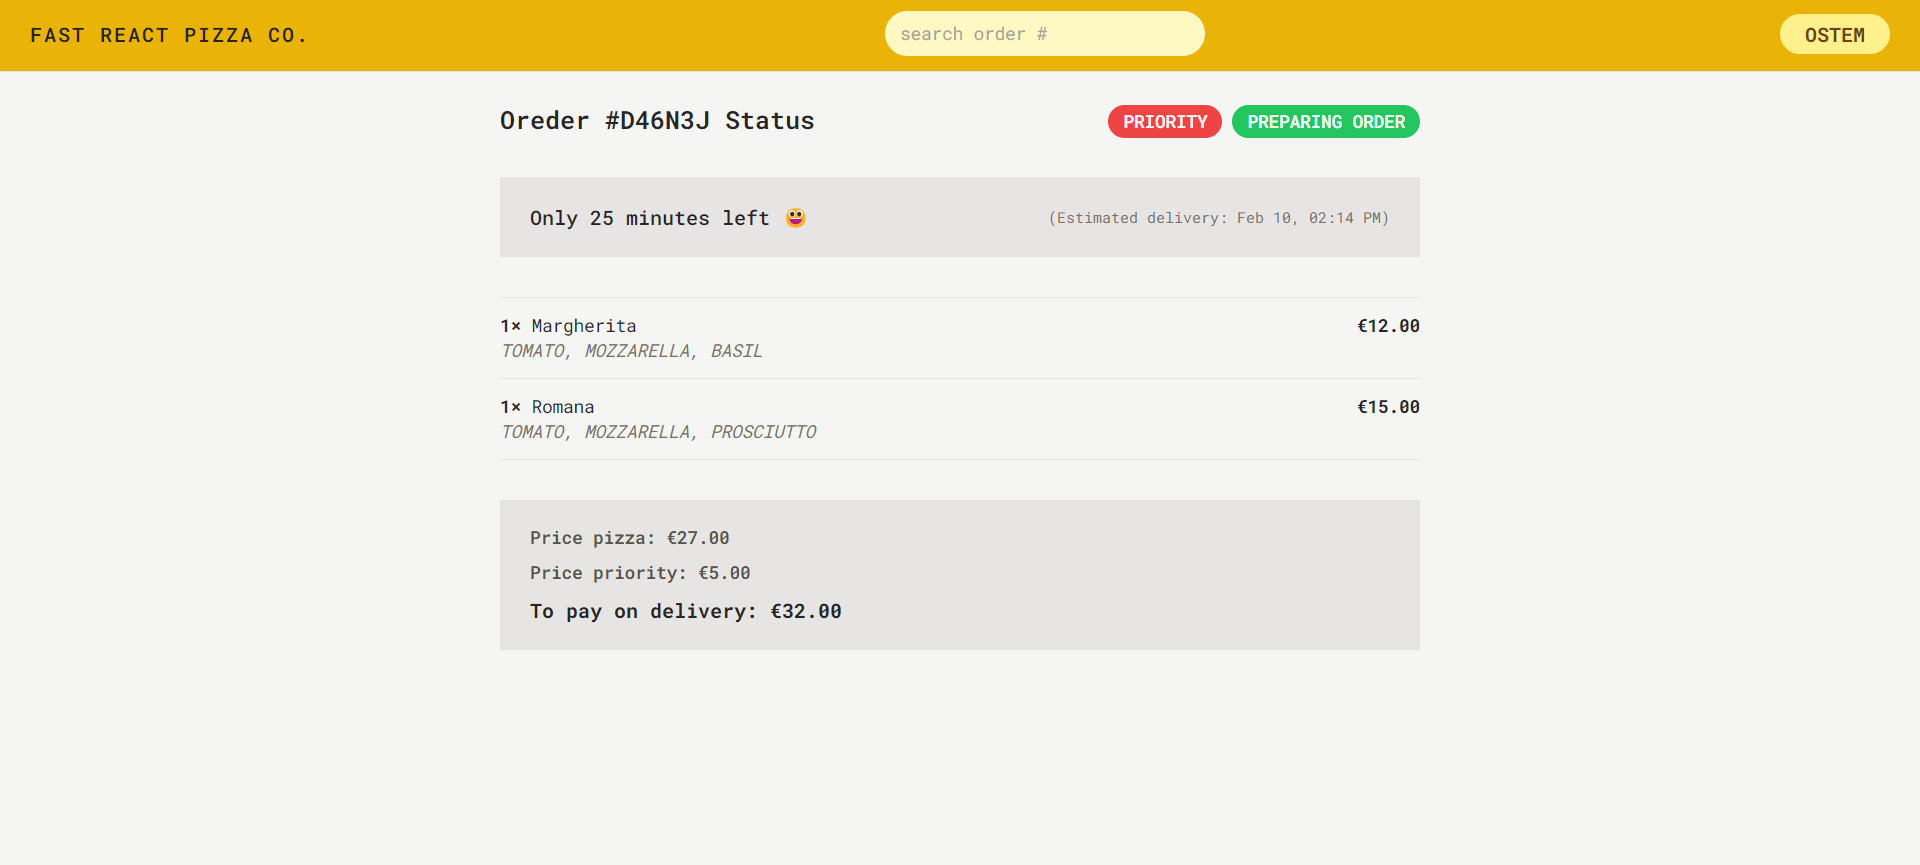 FAST REACT PIZZA CO.
search order #
OSTEM
Oreder #D46N3J Status
PRIORITY
PREPARING ORDER
Only 25 minutes left 😀
(Estimated delivery: Feb 10, 02:14 PM)
1× Margherita
€12.00
TOMATO, MOZZARELLA, BASIL
1× Romana
€15.00
TOMATO, MOZZARELLA, PROSCIUTTO
Price pizza: €27.00
Price priority: €5.00
To pay on delivery: €32.00